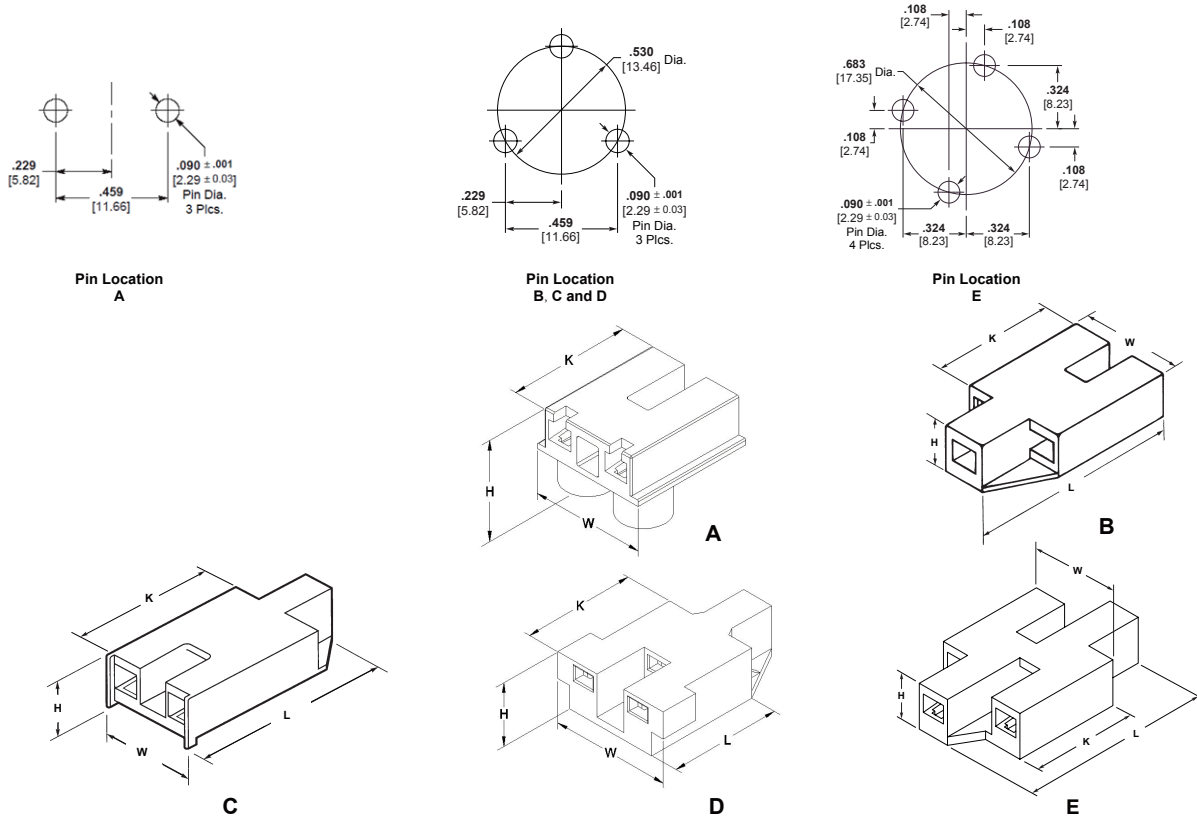 .229
[5.82]
.459
[11.66]
.090 ± .001
[2.29 ± 0.03]
Pin Dia.
3 Plcs.
Pin Location
A
.530
[13.46] Dia.
.229
[5.82]
.459
[11.66]
.090 ± .001
[2.29 ± 0.03]
Pin Dia.
3 Plcs.
Pin Location
B, C and D
.108
[2.74]
.108
[2.74]
.683
[17.35] Dia.
.324
[8.23]
.108
[2.74]
.108
[2.74]
.090 ± .001
[2.29 ± 0.03]
Pin Dia.
4 Plcs.
.324
[8.23]
.324
[8.23]
Pin Location
E
K
H
W
A
K
W
H
L
B
K
H
W
L
C
K
H
W
L
D
W
H
K
L
E